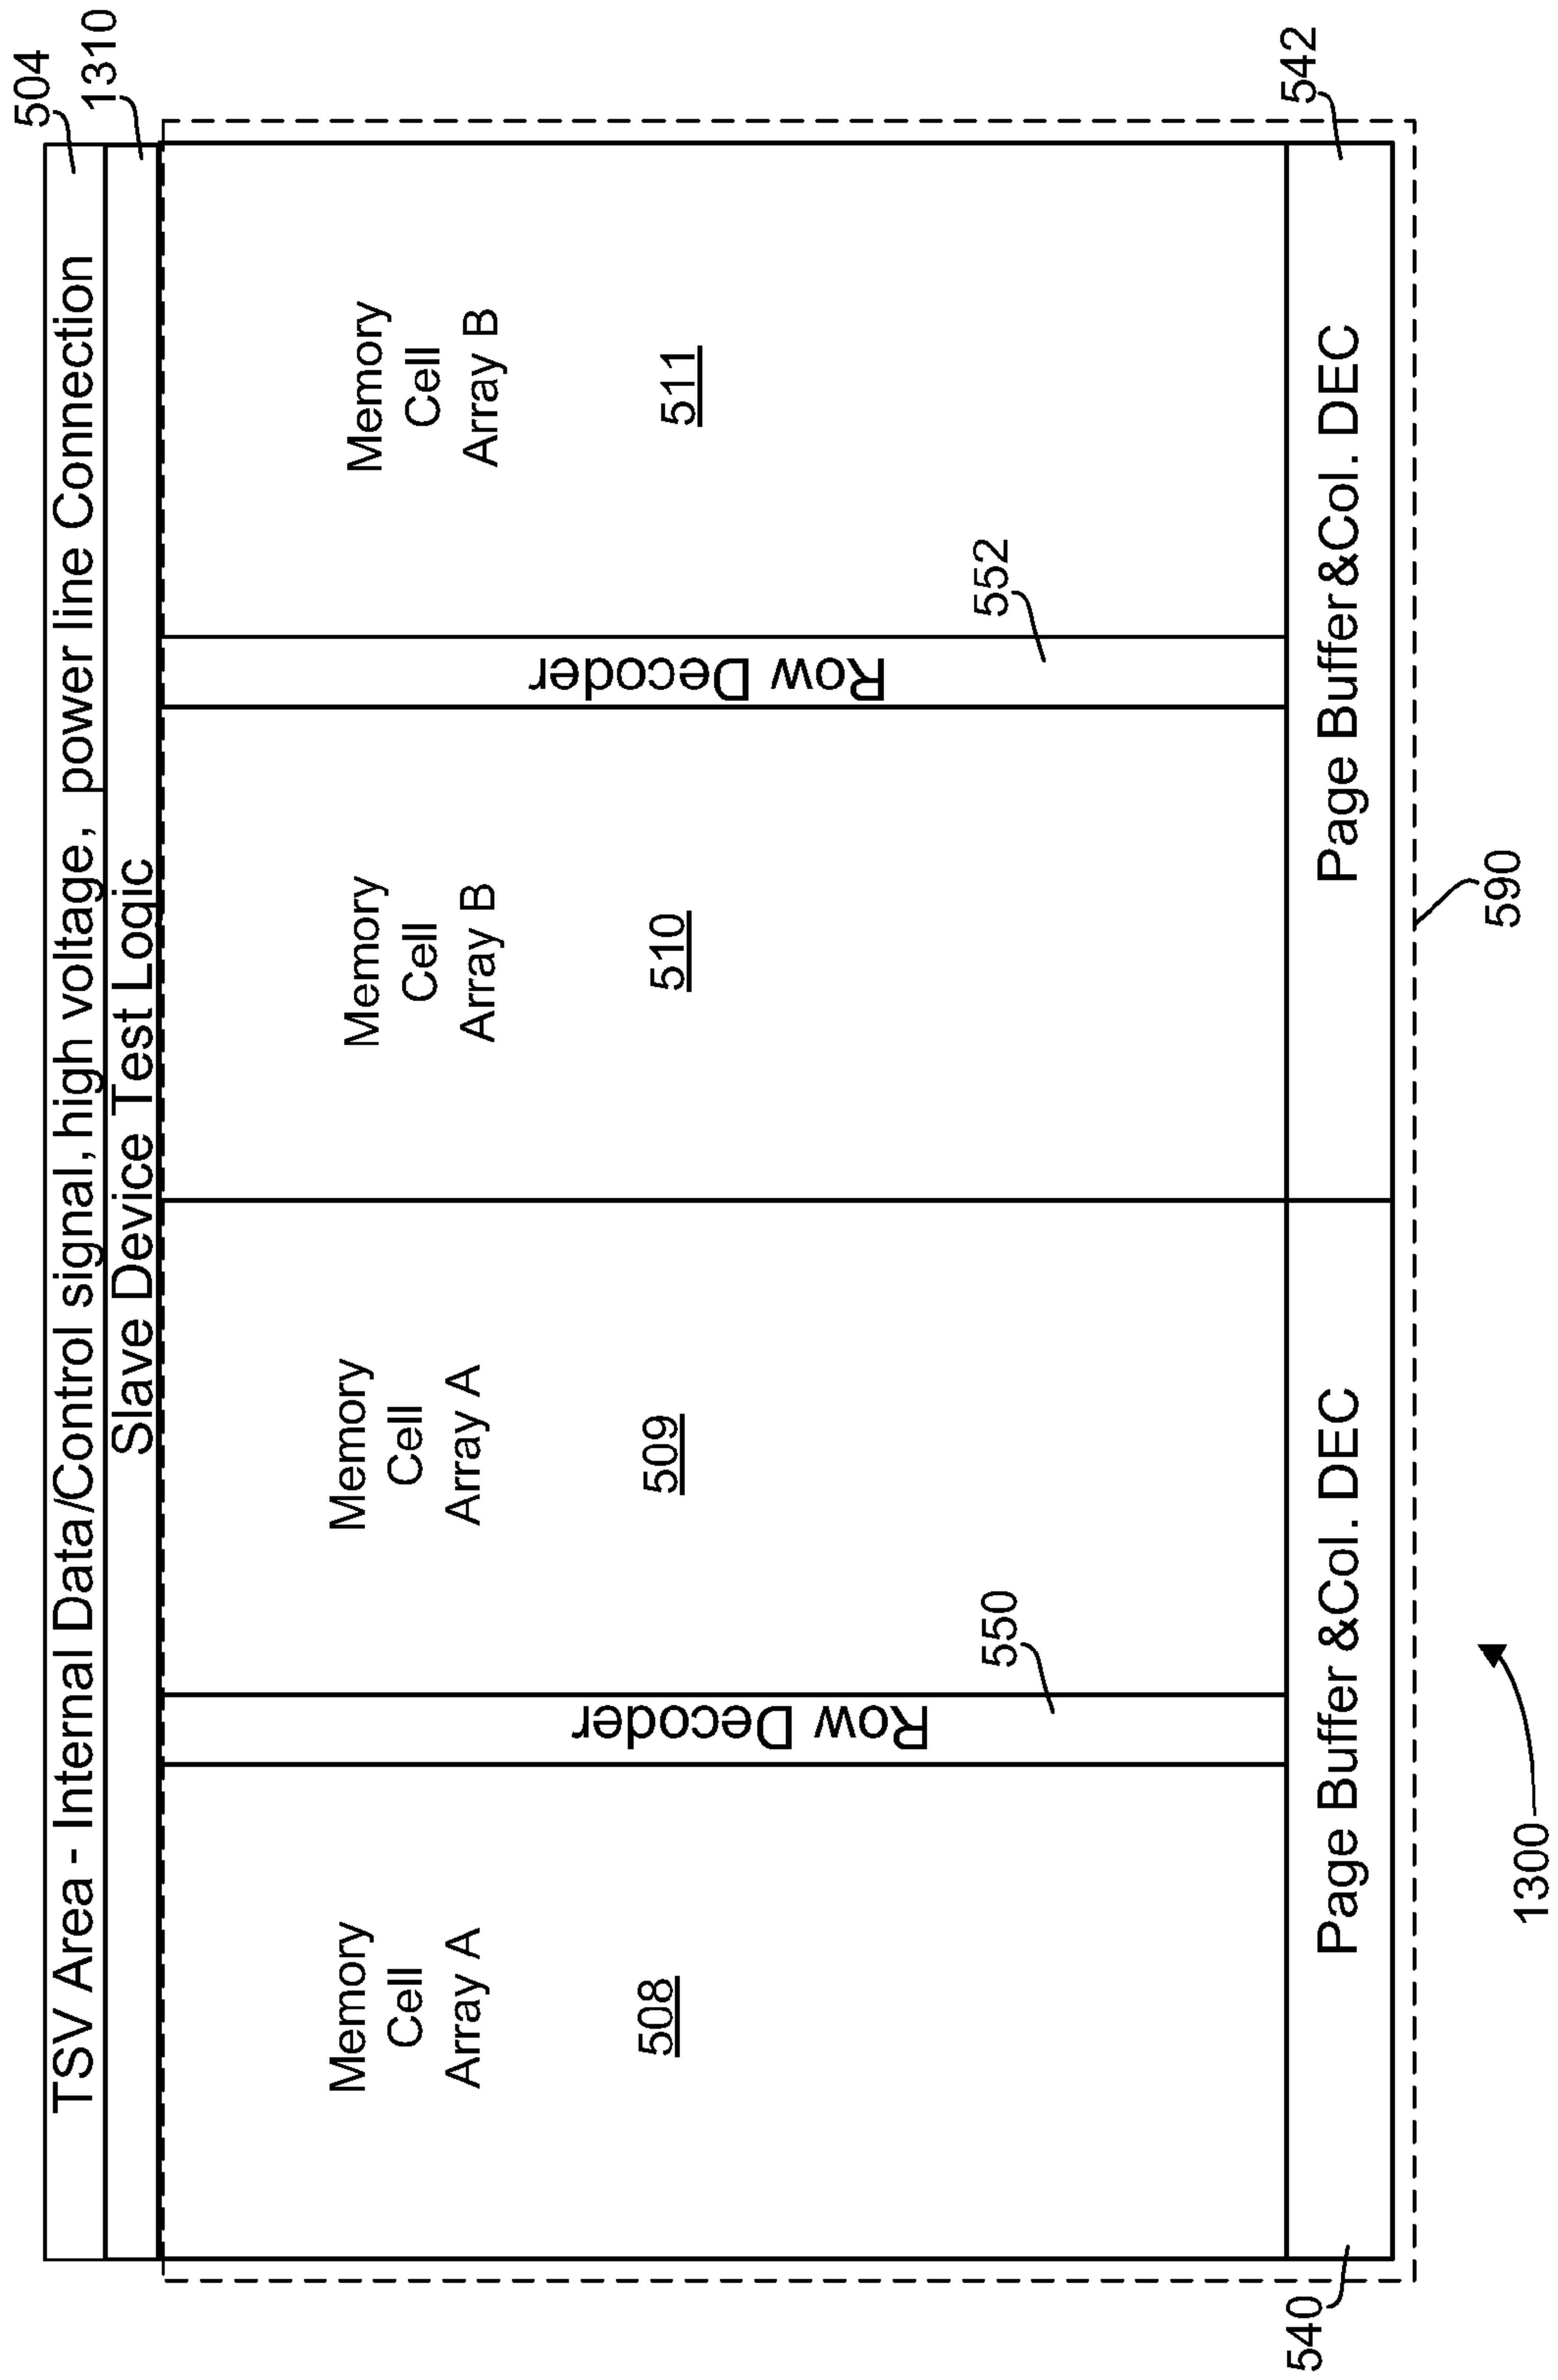 504
TSV Area - Internal Data/Control signal, high voltage, power line Connection
1310
Slave Device Test Logic
Memory
Cell
Array A
508
Row Decoder
550
Memory
Cell
Array A
509
Memory
Cell
Array B
510
Row Decoder
552
Memory
Cell
Array B
511
540
Page Buffer &Col. DEC
Page Buffer&Col. DEC
542
590
1300